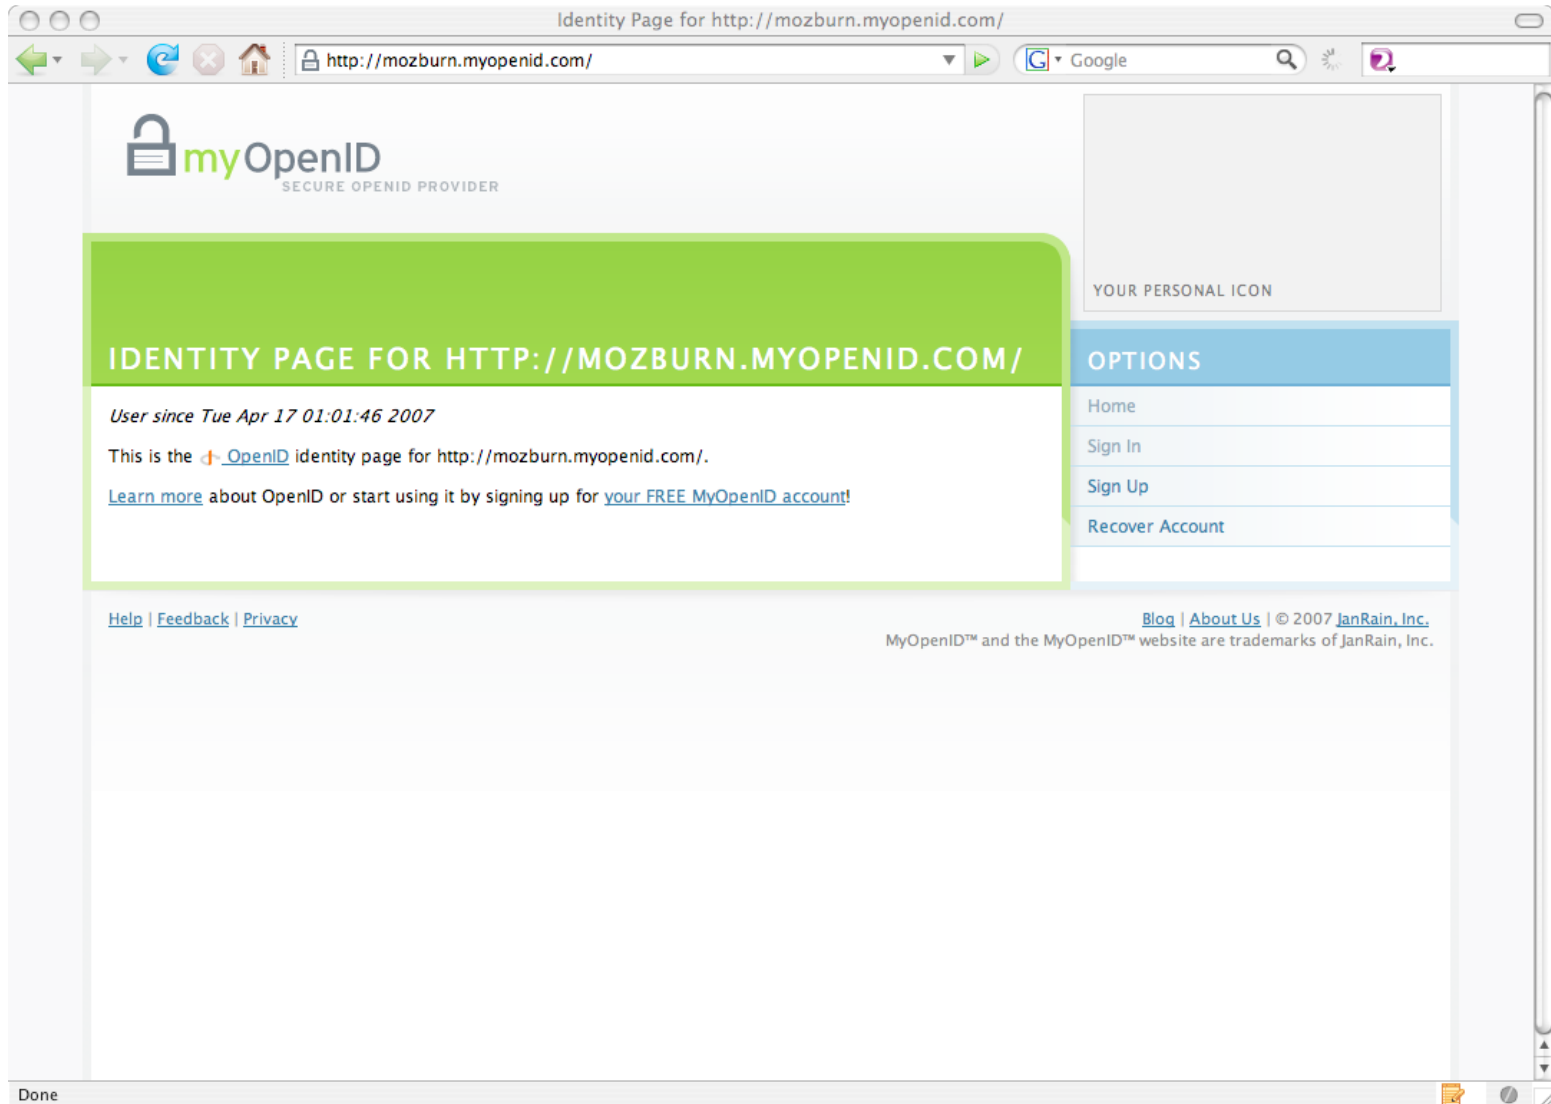 Identity Page for http://mozburn.myopenid.com/
http://mozburn.myopenid.com/
G Google
myOpenID
SECURE OPENID PROVIDER
YOUR PERSONAL ICON
IDENTITY PAGE FOR HTTP://MOZBURN.MYOPENID.COM/
User since Tue Apr 17 01:01:46 2007
This is the OpenID identity page for http://mozburn.myopenid.com/.
Learn more about OpenID or start using it by signing up for your FREE MyOpenID account!
OPTIONS
Home
Sign In
Sign Up
Recover Account
Help | Feedback | Privacy
Blog | About Us | © 2007 JanRain, Inc.
MyOpenID™ and the MyOpenID™ website are trademarks of JanRain, Inc.
Done